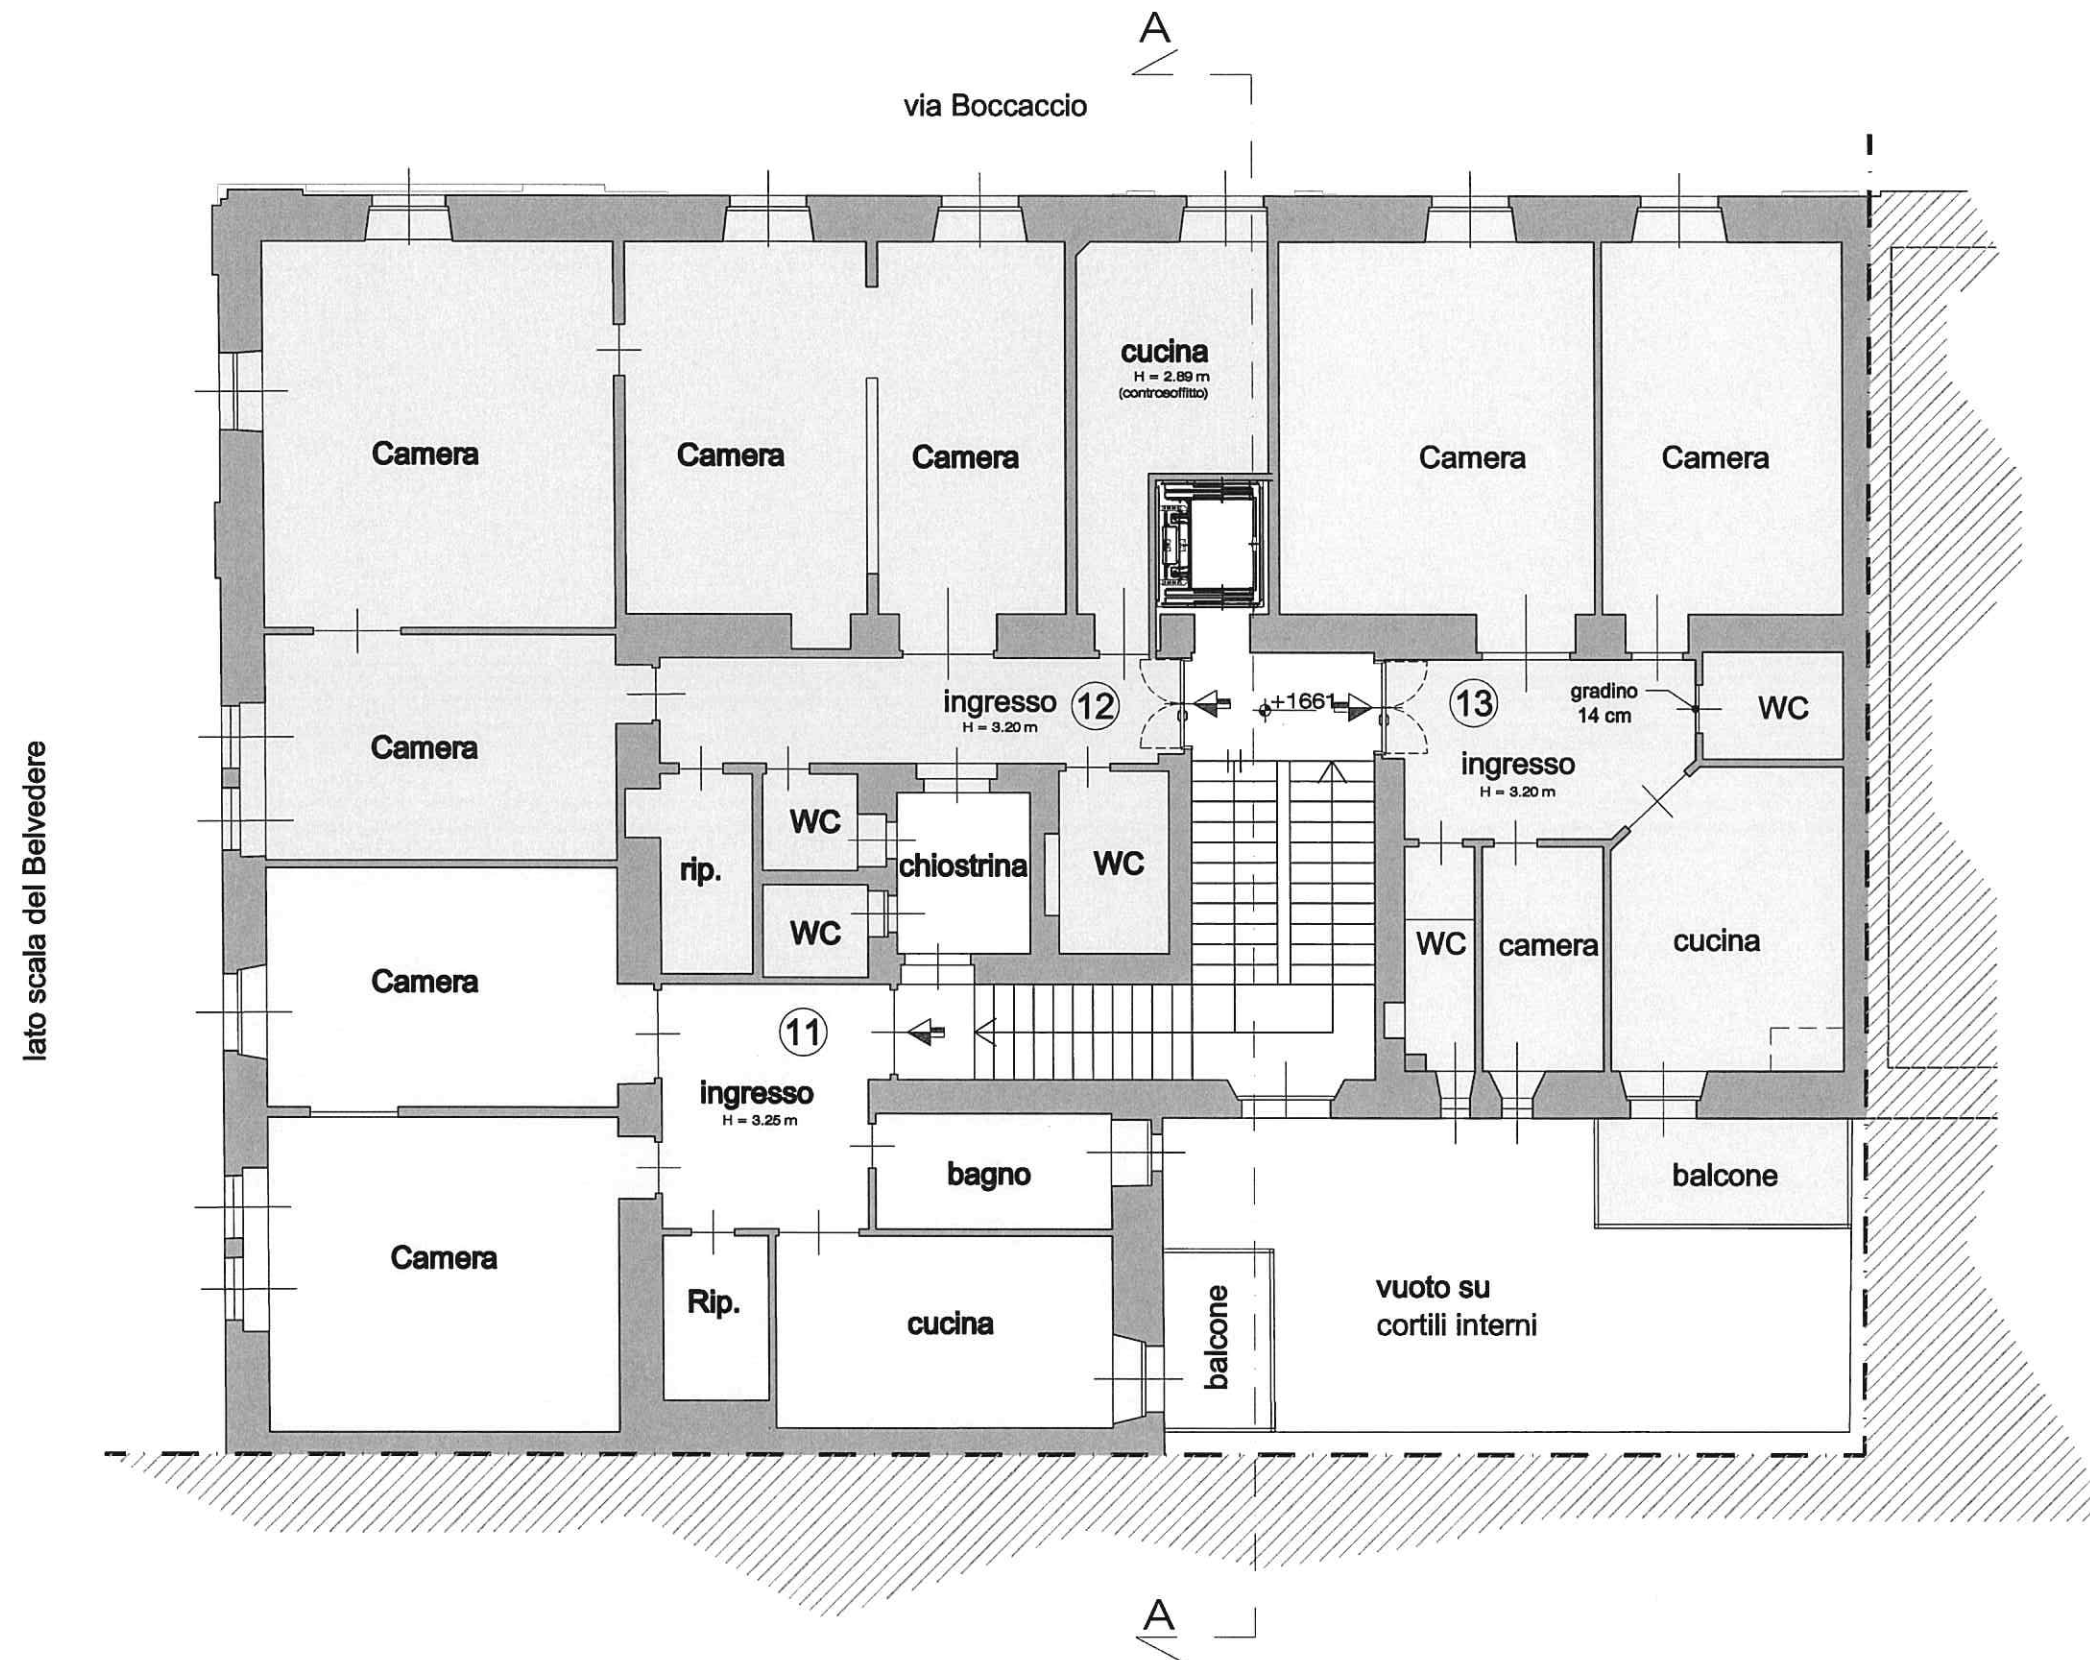 A
via Boccaccio
cucina
H = 2.89 m
(controsoffitto)
Camera
Camera
Camera
Camera
Camera
ingresso
H = 3.20 m
12
+1661
13
gradino
14 cm
WC
Camera
ingresso
H = 3.20 m
lato scala del Belvedere
WC
rip.
chiostrina
WC
WC
WC
camera
cucina
Camera
11
ingresso
H = 3.25 m
bagno
balcone
Camera
Rip.
cucina
balcone
vuoto su
cortili interni
A